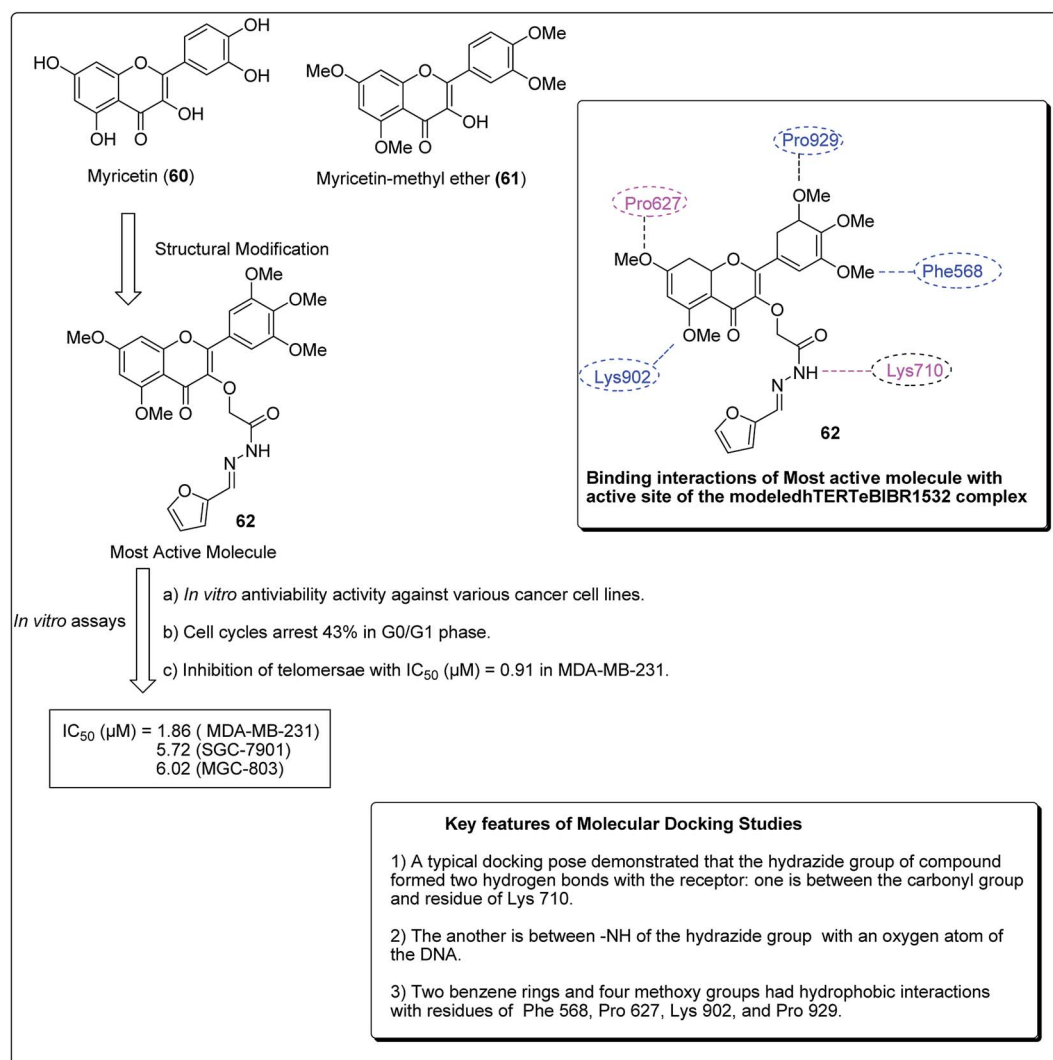 OH
OH
HO
O
OH
OH
O
Myricetin (60)
OMe
OMe
MeO
O
OH
OMe
O
Myricetin-methyl ether (61)
Structural Modification
OMe
OMe
OMe
MeO
O
O
OMe
O
O
NH
N
O
62
Most Active Molecule
Pro929
Pro627
OMe
OMe
MeO
O
OMe
Phe568
O
OMe
O
O
Lys902
NH
Lys710
N
O
62
Binding interactions of Most active molecule with
active site of the modeledhTERTeBIBR1532 complex
In vitro assays
a) In vitro antiviability activity against various cancer cell lines.
b) Cell cycles arrest 43% in G0/G1 phase.
c) Inhibition of telomersae with IC50 (µM) = 0.91 in MDA-MB-231.
IC50 (µM) = 1.86 ( MDA-MB-231)
5.72 (SGC-7901)
6.02 (MGC-803)
Key features of Molecular Docking Studies
1) A typical docking pose demonstrated that the hydrazide group of compound
formed two hydrogen bonds with the receptor: one is between the carbonyl group
and residue of Lys 710.
2) The another is between -NH of the hydrazide group with an oxygen atom of
the DNA.
3) Two benzene rings and four methoxy groups had hydrophobic interactions
with residues of Phe 568, Pro 627, Lys 902, and Pro 929.